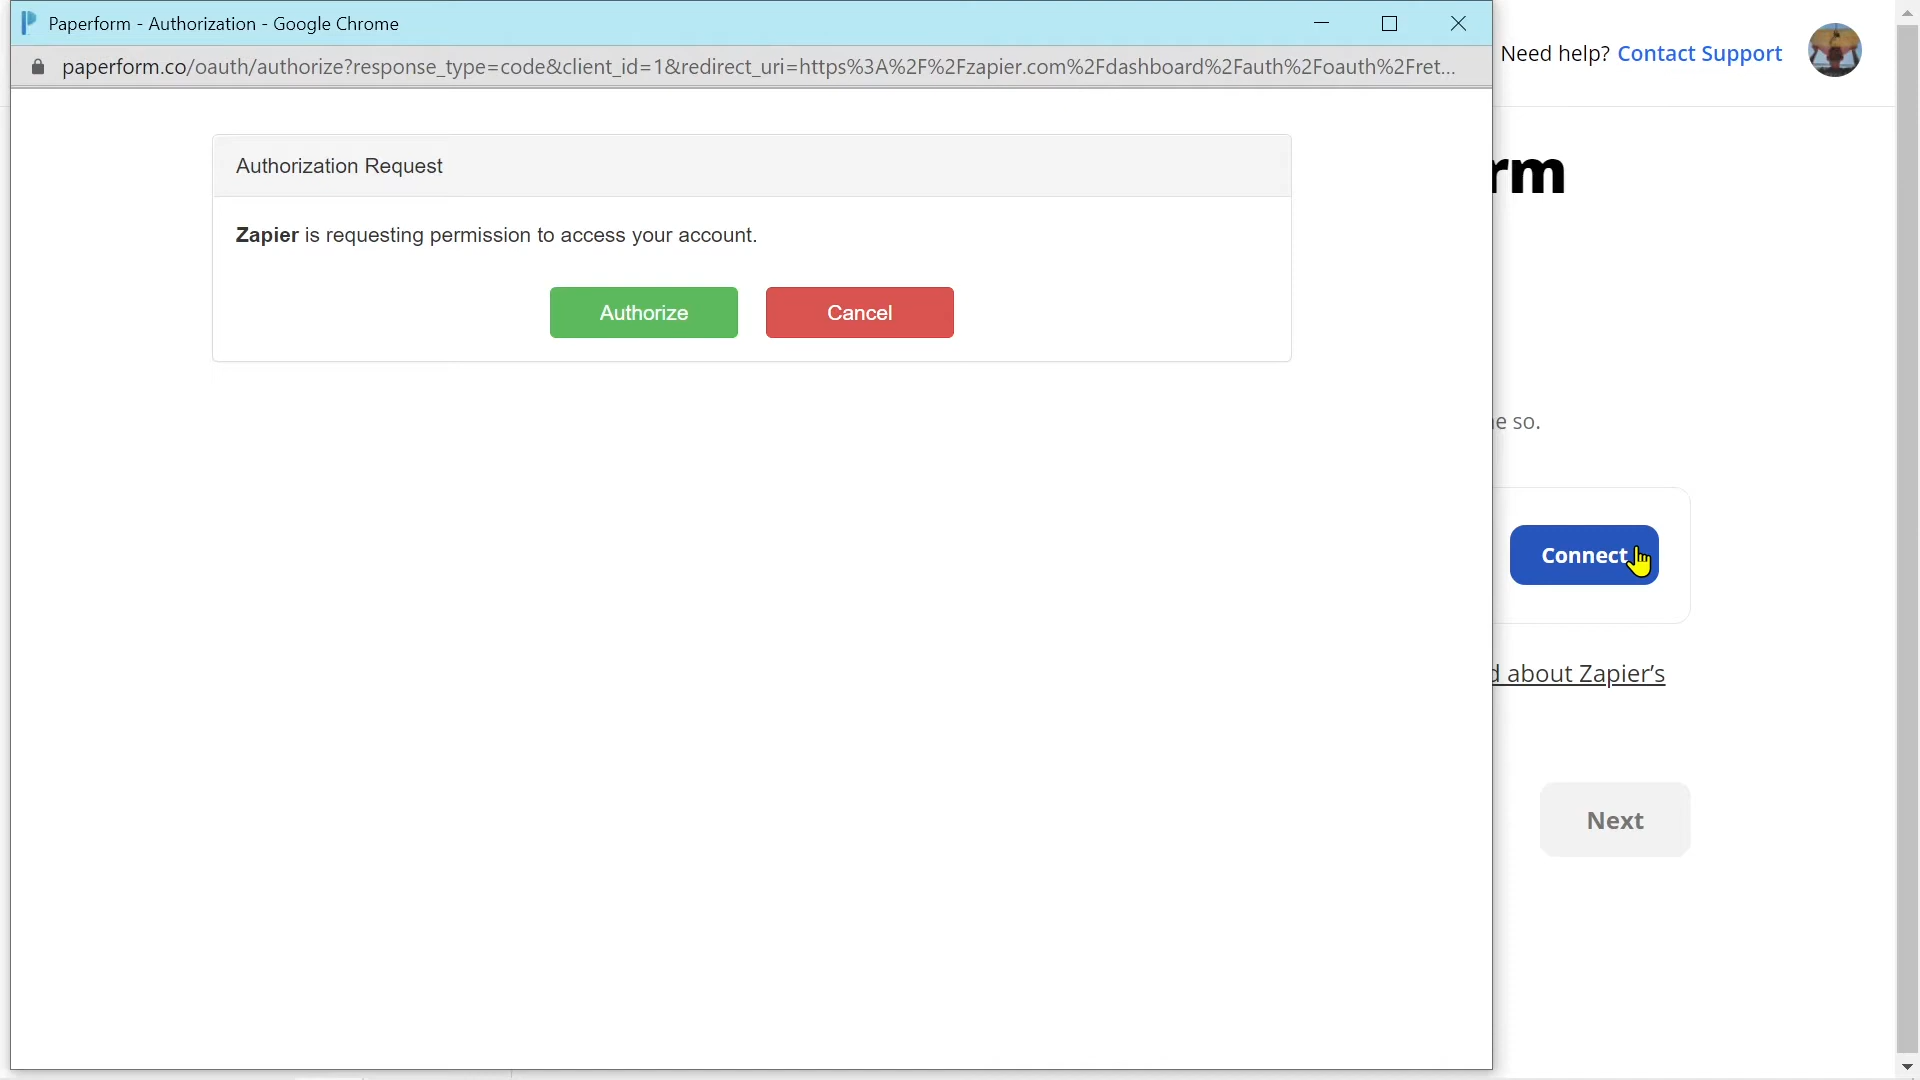 Paperform - Authorization - Google Chrome
paperform.co/oauth/authorize?response_type=code&client_id=1&redirect_uri=https%3A%2F%2Fzapier.com%2Fdashboard%2Fauth%2Foauth%2Fret...
Need help? Contact Support
Authorization Request
rm
Zapier is requesting permission to access your account.
Authorize
Cancel
so.
Connect
about Zapier's
Next